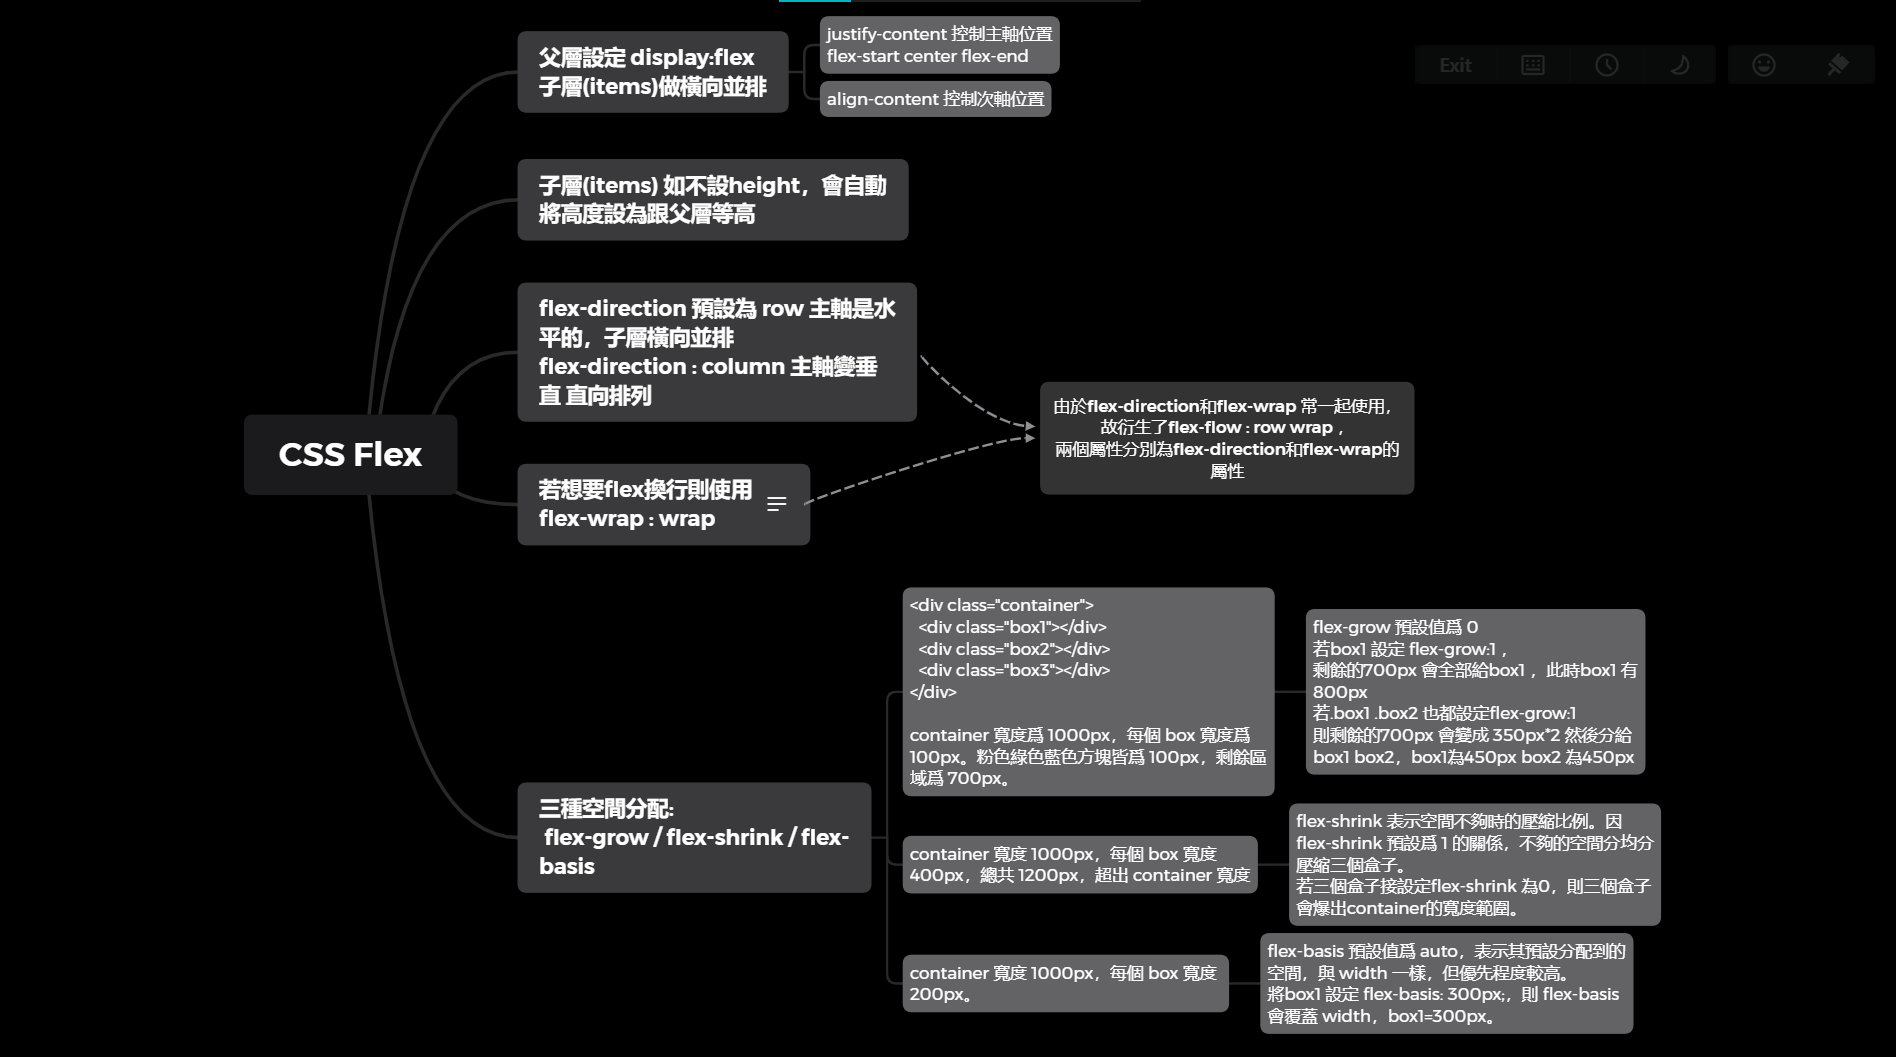 父層設定 display:flex
子層(items)做橫向並排
justify-content 控制主軸位置
flex-start center flex-end
align-content 控制次軸位置
Exit
子層(items) 如不設height，會自動
將高度設為跟父層等高
flex-direction 預設為 row 主軸是水
平的，子層橫向並排
flex-direction : column 主軸變垂
直 直向排列
由於flex-direction和flex-wrap 常一起使用，
故衍生了flex-flow : row wrap ，
兩個屬性分別為flex-direction和flex-wrap的
屬性
CSS Flex
若想要flex換行則使用
flex-wrap : wrap
三種空間分配:
flex-grow / flex-shrink / flex-
basis
<div class="container">
<div class="box1"></div>
<div class="box2"></div>
<div class="box3"></div>
</div>
container 寬度爲 1000px，每個 box 寬度爲
100px。粉色綠色藍色方塊皆爲 100px，剩餘區
域爲 700px。
flex-grow 預設值爲 0
若box1 設定 flex-grow:1 ，
剩餘的700px 會全部給box1 ，此時box1 有
800px
若.box1 .box2 也都設定flex-grow:1
則剩餘的700px 會變成 350px*2 然後分給
box1 box2，box1為450px box2 為450px
container 寬度 1000px，每個 box 寬度
400px，總共 1200px，超出 container 寬度
flex-shrink 表示空間不夠時的壓縮比例。因
flex-shrink 預設爲 1 的關係，不夠的空間分均分
壓縮三個盒子。
若三個盒子接設定flex-shrink 為0，則三個盒子
會爆出container的寬度範圍。
container 寬度 1000px，每個 box 寬度
200px。
flex-basis 預設值爲 auto，表示其預設分配到的
空間，與 width 一樣，但優先程度較高。
將box1 設定 flex-basis: 300px;，則 flex-basis
會覆蓋 width，box1=300px。